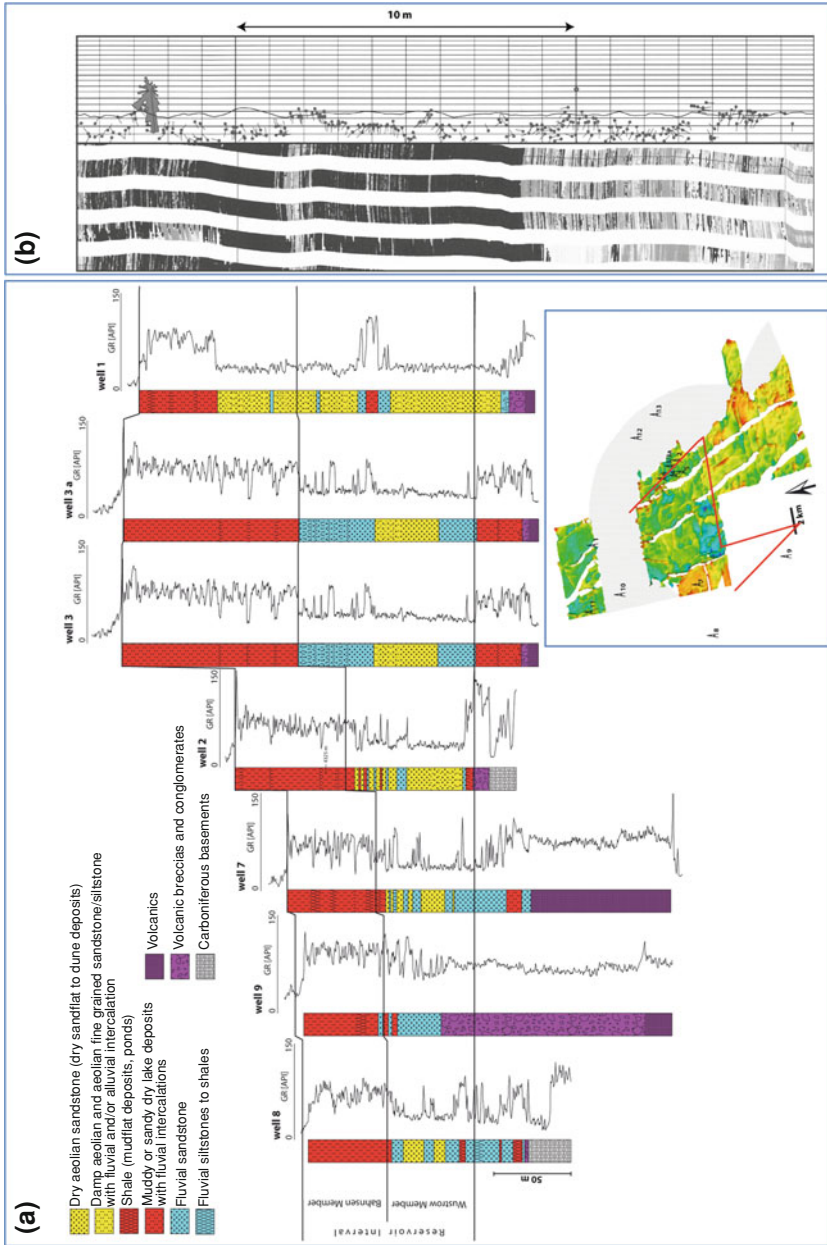 (a)
Dry aeolian sandstone (dry sandflat to dune deposits)
Damp aeolian and aeolian fine grained sandstone/siltstone
with fluvial and/or alluvial intercalation
Shale (mudflat deposits, ponds)
Muddy or sandy dry lake deposits
with fluvial intercalations
Fluvial sandstone
Fluvial siltstones to shales
Volcanics
Volcanic breccias and conglomerates
Carboniferous basements
Reservoir Interval
Bahnsen Member
Wustrow Member
50 m
well 8
GR [API]
0
150
well 9
GR [API]
0
150
well 7
GR [API]
0
150
well 2
GR [API]
0
150
well 3
GR [API]
0
150
well 3 a
GR [API]
0
150
well 1
GR [API]
0
150
8
9
10
12
13
2 km
(b)
10 m